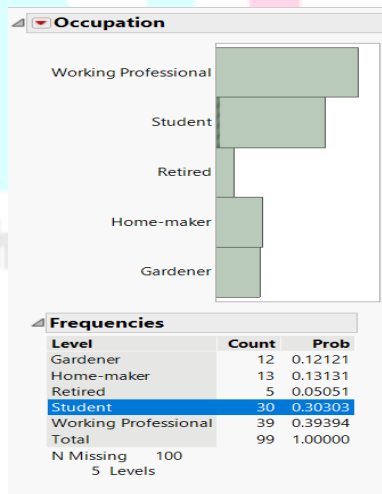 Occupation
Working Professional
Student
Retired
Home-maker
Gardener
Frequencies
Level Count Prob
Gardener 12 0.12121
Home-maker 13 0.13131
Retired 5 0.05051
Student 30 0.30303
Working Professional 39 0.39394
Total 99 1.00000
N Missing 100
5 Levels